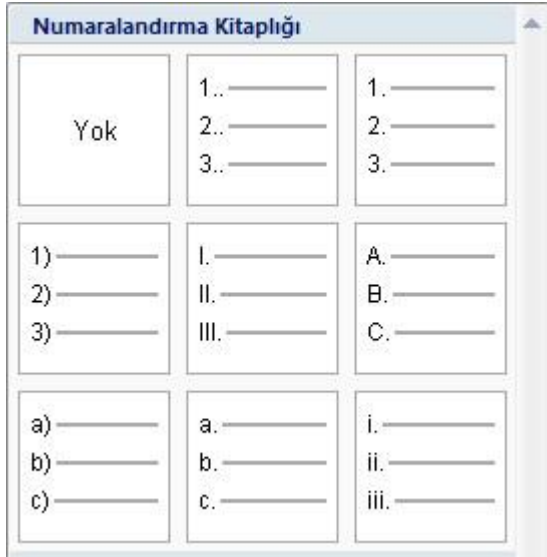 Numaralandırma Kitaplığı
Yok
1..
2..
3..
1.
2.
3.
1)
2)
3)
I.
II.
III.
A.
B.
C.
a)
b)
c)
a.
b.
c.
i.
ii.
iii.